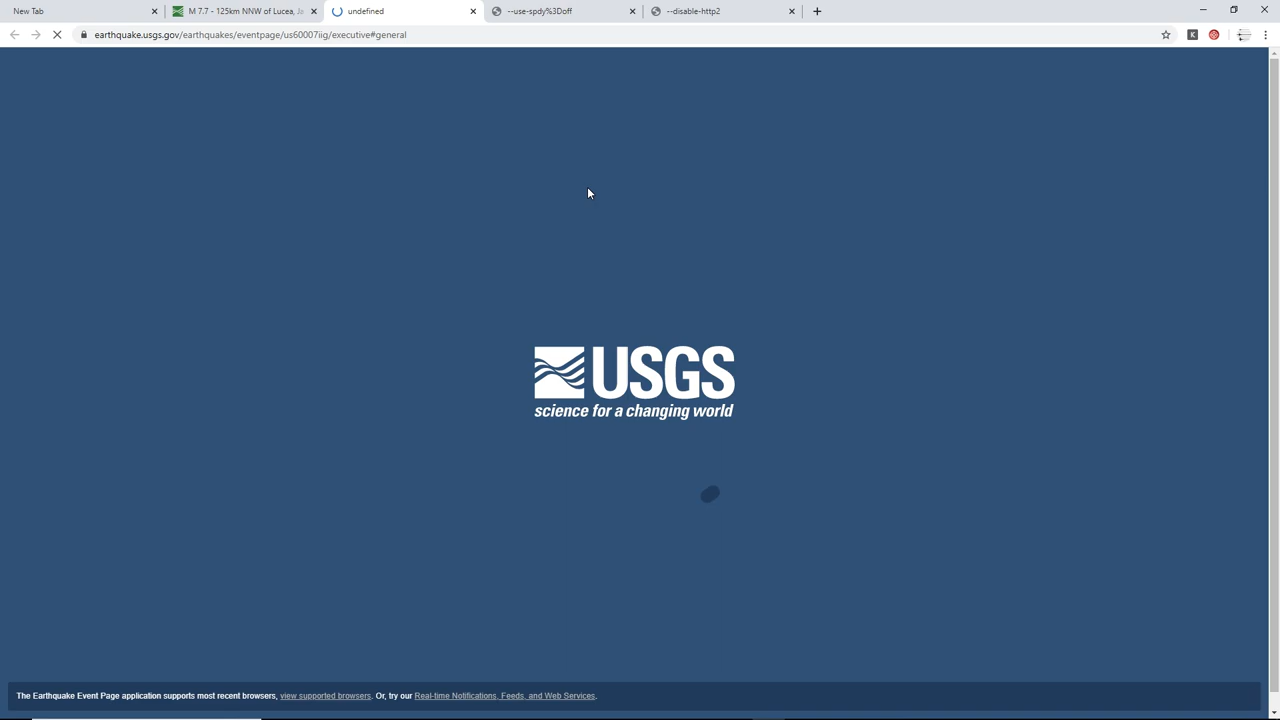 New Tab
M 7.7 - 125km NNW of Lucea, Ja
undefined
--use-spdy%3Doff
--disable-http2
earthquake.usgs.gov/earthquakes/eventpage/us60007iig/executive#general
K
USGS
science for a changing world
The Earthquake Event Page application supports most recent browsers, view supported browsers. Or, try our Real-time Notifications, Feeds, and Web Services.